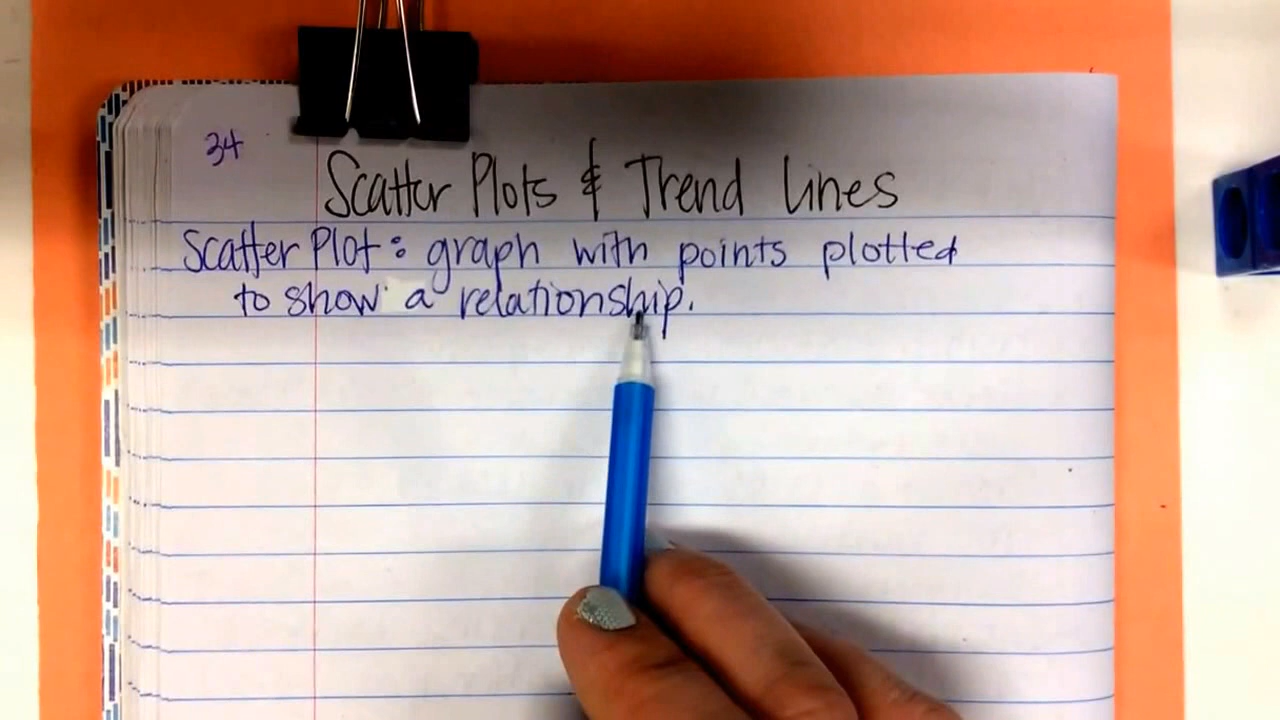 34
Scatter Plots & Trend Lines
Scatter Plot: graph with points plotted
to show a relationship.